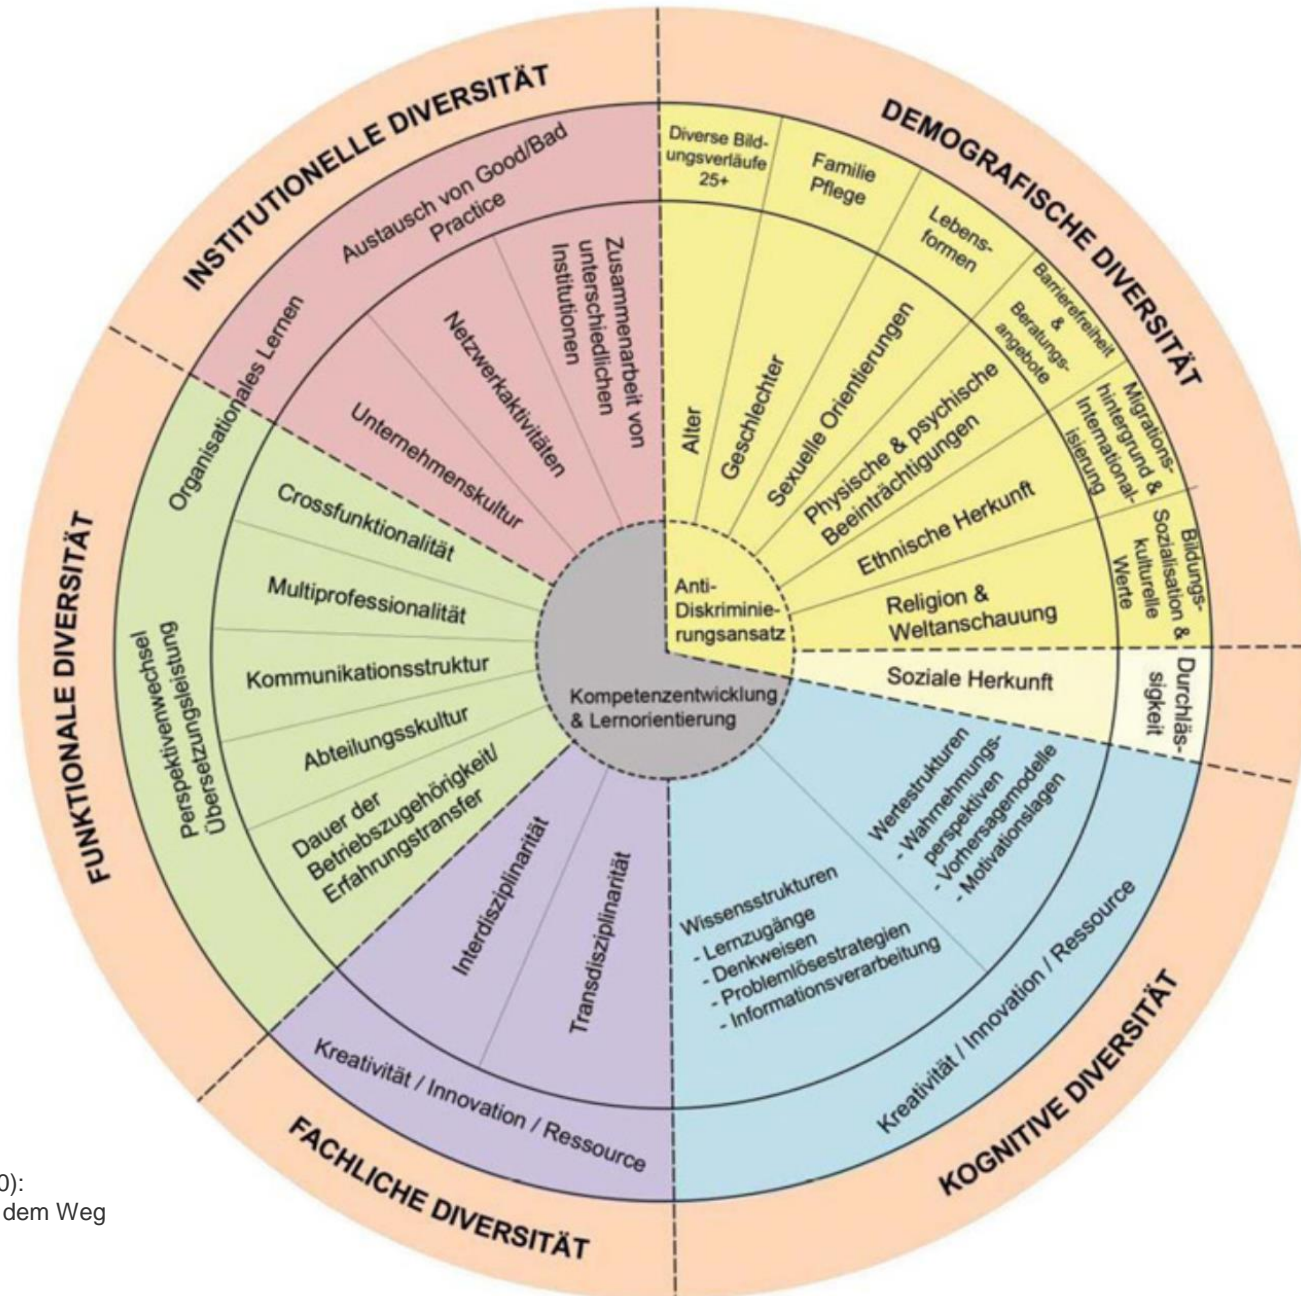 INSTITUTIONELLE DIVERSITÄT
Austausch von Good/Bad
Practice
Organisationales Lernen
Unternehmenskultur
Netzwerkaktivitäten
Zusammenarbeit von
unterschiedlichen
Institutionen
DEMOGRAFISCHE DIVERSITÄT
Diverse Bild-
ungsverläufe
25+
Familie
Pflege
Lebens-
formen
Barrierefreiheit
&
Beratungs-
angebote
Migrations-
hintergrund &
International-
isierung
Bildungs-
Sozialisation &
kulturelle
Werte
Durchläs-
sigkeit
Alter
Geschlechter
Sexuelle Orientierungen
Physische & psychische
Beeinträchtigungen
Ethnische Herkunft
Religion &
Weltanschauung
Soziale Herkunft
Anti-
Diskriminie-
rungsansatz
Kompetenzentwicklung
& Lernorientierung
KOGNITIVE DIVERSITÄT
Kreativität / Innovation / Ressource
Wertestrukturen
- Wahrnehmungs-
perspektiven
- Vorhersagemodelle
- Motivationslagen
Wissensstrukturen
- Lernzugänge
- Denkweisen
- Problemlösestrategien
- Informationsverarbeitung
FACHLICHE DIVERSITÄT
Kreativität / Innovation / Ressource
Transdisziplinarität
Interdisziplinarität
FUNKTIONALE DIVERSITÄT
Perspektivenwechsel
Übersetzungsleistung
Crossfunktionalität
Multiprofessionalität
Kommunikationsstruktur
Abteilungskultur
Dauer der
Betriebszugehörigkeit/
Erfahrungstransfer
0):
dem Weg